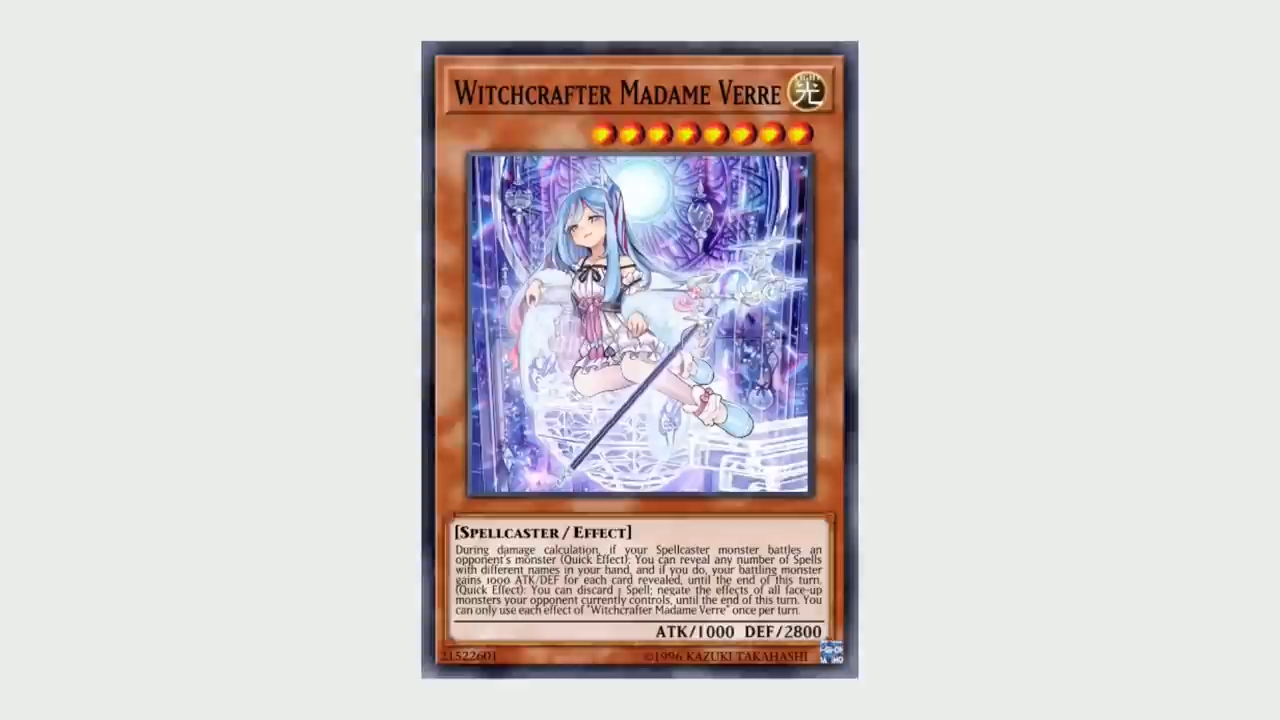 WITCHCRAFTER MADAME VERRE
LIGHT
光
[SPELLCASTER / EFFECT]
During damage calculation, if your Spellcaster monster battles an
opponent's monster (Quick Effect): You can reveal any number of Spells
with different names in your hand, and if you do, your battling monster
gains 1000 ATK/DEF for each card revealed, until the end of this turn.
(Quick Effect): You can discard 1 Spell; negate the effects of all face-up
monsters your opponent currently controls, until the end of this turn. You
can only use each effect of "Witchcrafter Madame Verre" once per turn.
ATK/1000 DEF/2800
21522601 ©1996 KAZUKI TAKAHASHI